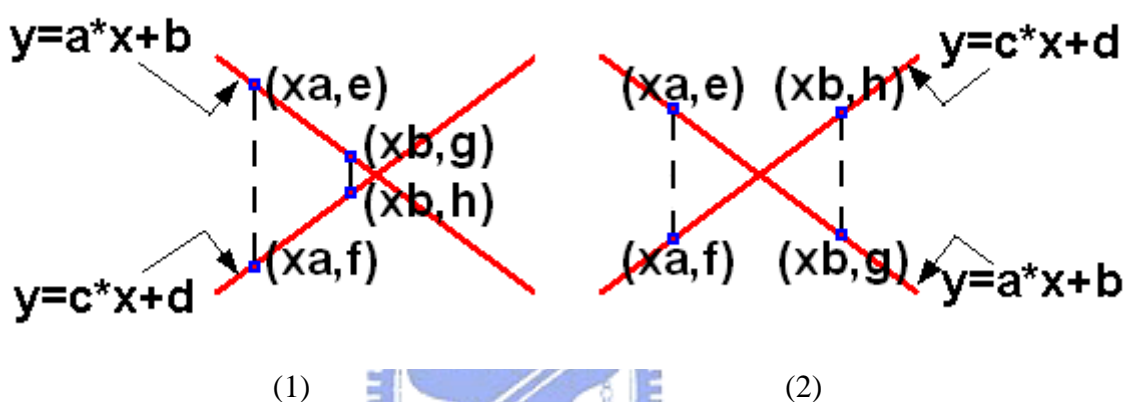 y=a*x+b
(xa,e)
(xb,g)
(xb,h)
(xa,f)
y=c*x+d
(1)
y=c*x+d
(xa,e)
(xb,h)
(xa,f)
(xb,g)
y=a*x+b
(2)